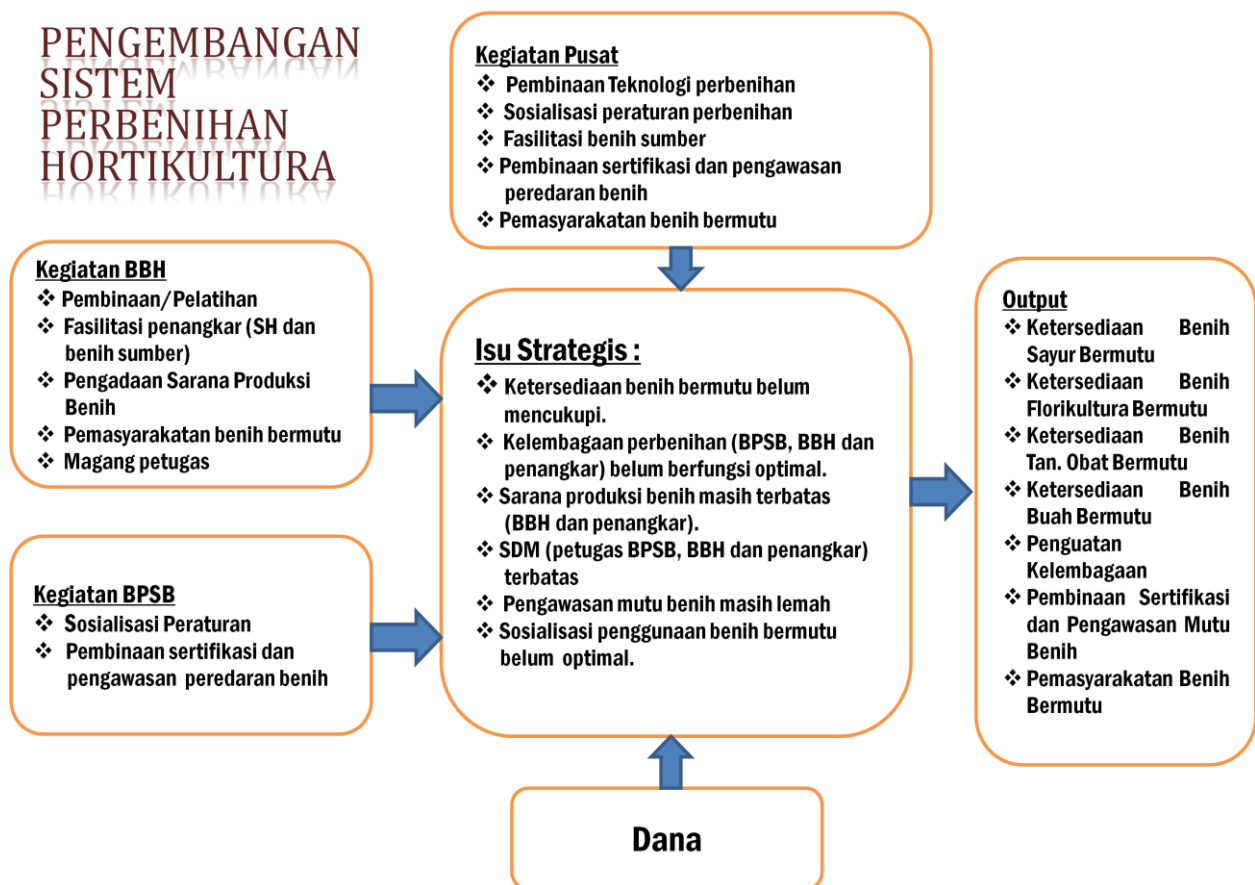 PENGEMBANGAN
SISTEM
PERBENIHAN
HORTIKULTURA
Kegiatan Pusat
❖ Pembinaan Teknologi perbenihan
❖ Sosialisasi peraturan perbenihan
❖ Fasilitasi benih sumber
❖ Pembinaan sertifikasi dan pengawasan
peredaran benih
❖ Pemasyarakatan benih bermutu
Kegiatan BBH
❖ Pembinaan/Pelatihan
❖ Fasilitasi penangkar (SH dan
benih sumber)
❖ Pengadaan Sarana Produksi
Benih
❖ Pemasyarakatan benih bermutu
❖ Magang petugas
Kegiatan BPSB
❖ Sosialisasi Peraturan
❖ Pembinaan sertifikasi dan
pengawasan peredaran benih
Isu Strategis :
❖ Ketersediaan benih bermutu belum
mencukupi.
❖ Kelembagaan perbenihan (BPSB, BBH dan
penangkar) belum berfungsi optimal.
❖ Sarana produksi benih masih terbatas
(BBH dan penangkar).
❖ SDM (petugas BPSB, BBH dan penangkar)
terbatas
❖ Pengawasan mutu benih masih lemah
❖ Sosialisasi penggunaan benih bermutu
belum optimal.
Dana
Output
❖ Ketersediaan Benih
Sayur Bermutu
❖ Ketersediaan Benih
Florikultura Bermutu
❖ Ketersediaan Benih
Tan. Obat Bermutu
❖ Ketersediaan Benih
Buah Bermutu
❖ Penguatan
Kelembagaan
❖ Pembinaan Sertifikasi
dan Pengawasan Mutu
Benih
❖ Pemasyarakatan Benih
Bermutu